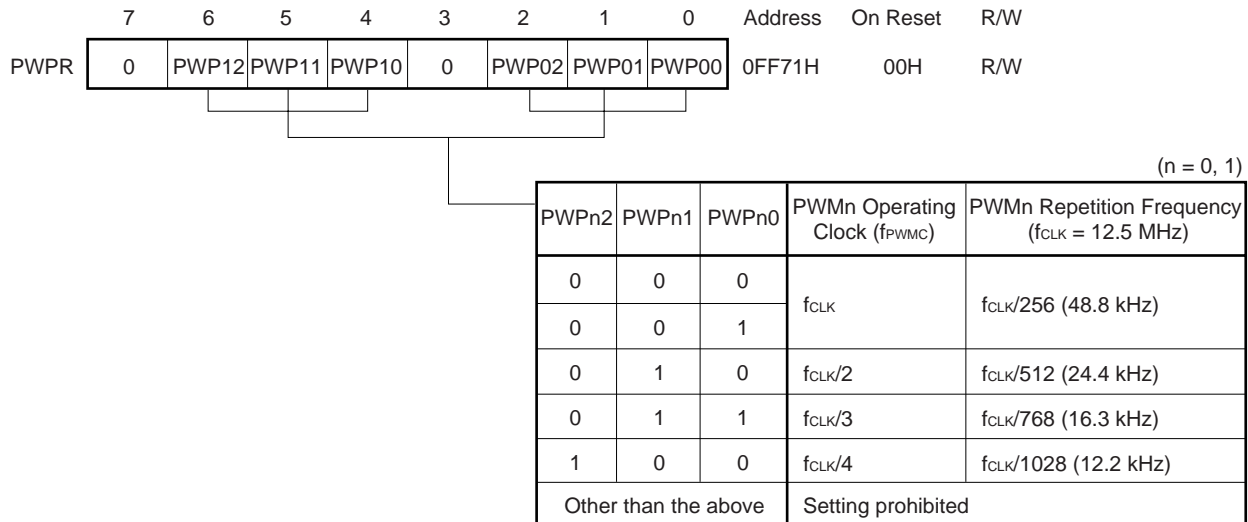 7 6 5 4 3 2 1 0 Address On Reset R/W
PWPR 0 PWP12 PWP11 PWP10 0 PWP02 PWP01 PWP00 0FF71H 00H R/W
(n = 0, 1)
PWPn2 PWPn1 PWPn0 PWMn Operating Clock (fPWMC) PWMn Repetition Frequency (fCLK = 12.5 MHz)
0 0 0 fCLK fCLK/256 (48.8 kHz)
0 0 1
0 1 0 fCLK/2 fCLK/512 (24.4 kHz)
0 1 1 fCLK/3 fCLK/768 (16.3 kHz)
1 0 0 fCLK/4 fCLK/1028 (12.2 kHz)
Other than the above Setting prohibited